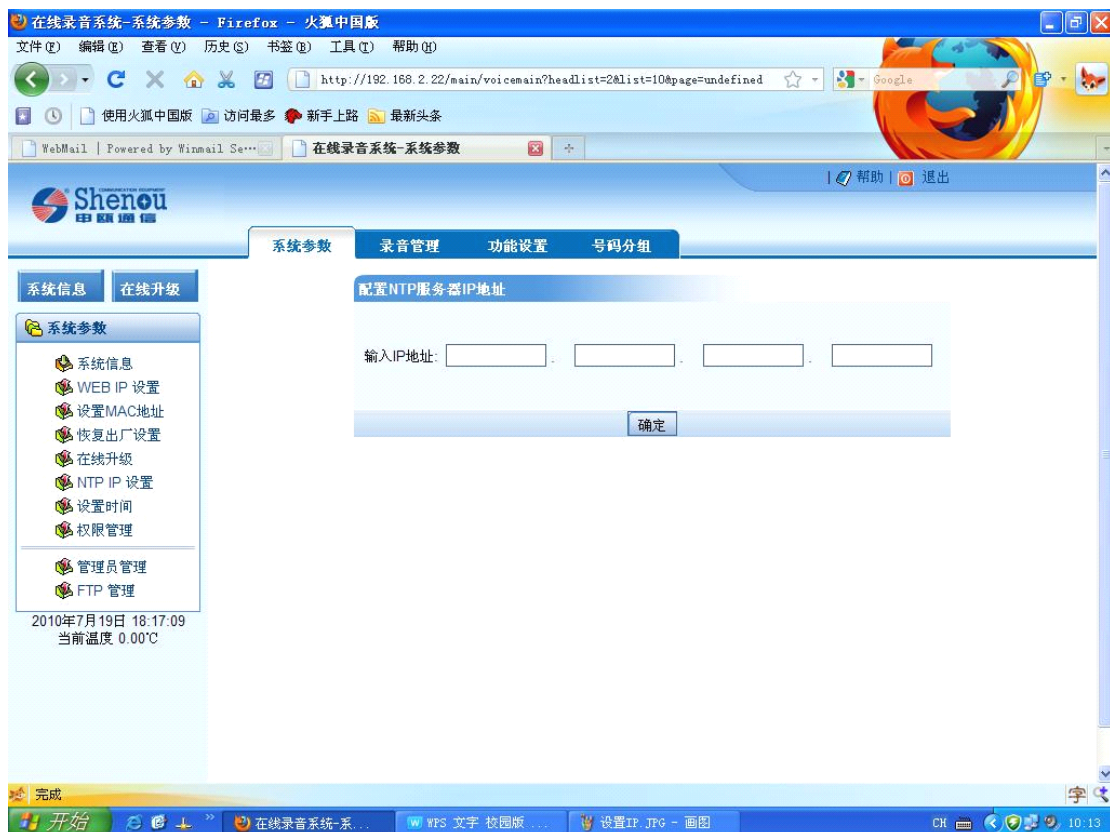 在线录音系统-系统参数 - Firefox - 火狐中国版
文件(F) 编辑(E) 查看(V) 历史(S) 书签(B) 工具(T) 帮助(H)
http://192.168.2.22/main/voicemain?headlist=2&list=10&page=undefined
Google
使用火狐中国版 访问最多 新手上路 最新头条
WebMail | Powered by Winmail Se… 在线录音系统-系统参数
帮助 | 退出
COMMUNICATION EQUIPMENT
Shenou
申瓯通信
系统参数 录音管理 功能设置 号码分组
系统信息 在线升级
配置NTP服务器IP地址
系统参数
输入IP地址: . . .
确定
系统信息
WEB IP 设置
设置MAC地址
恢复出厂设置
在线升级
NTP IP 设置
设置时间
权限管理
管理员管理
FTP 管理
2010年7月19日 18:17:09
当前温度 0.00℃
完成
字
开始 在线录音系统-系... WPS 文字 校园版 ... 设置IP.JPG - 画图 CH 10:13